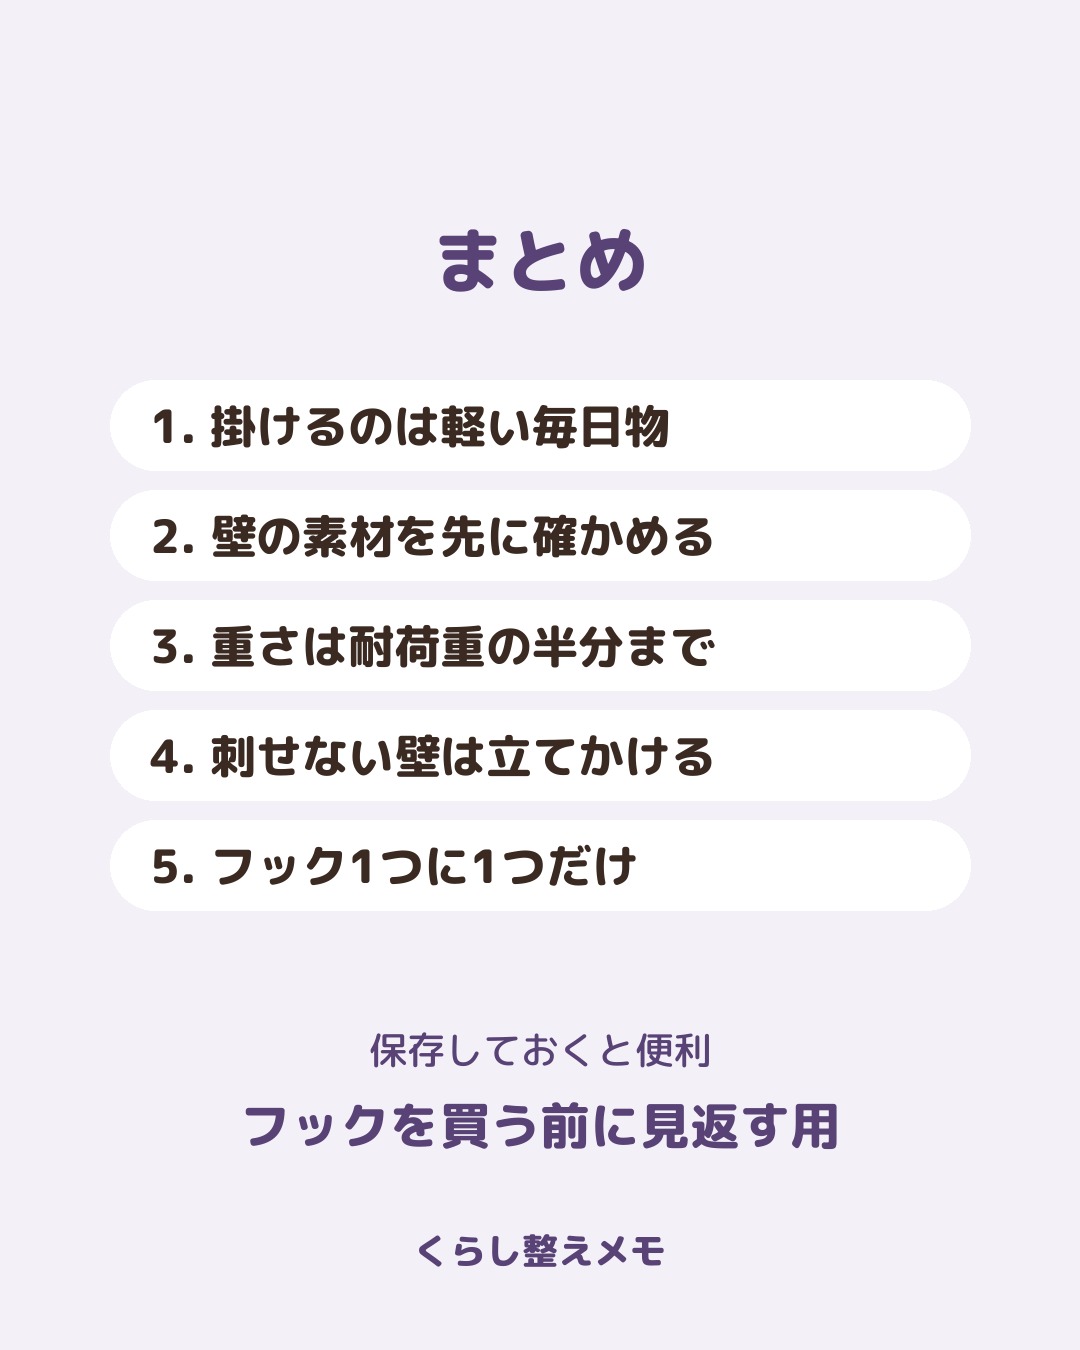 まとめ
1. 掛けるのは軽い毎日物
2. 壁の素材を先に確かめる
3. 重さは耐荷重の半分まで
4. 刺せない壁は立てかける
5. フック1つに1つだけ
保存しておくと便利
フックを買う前に見返す用
くらし整えメモ